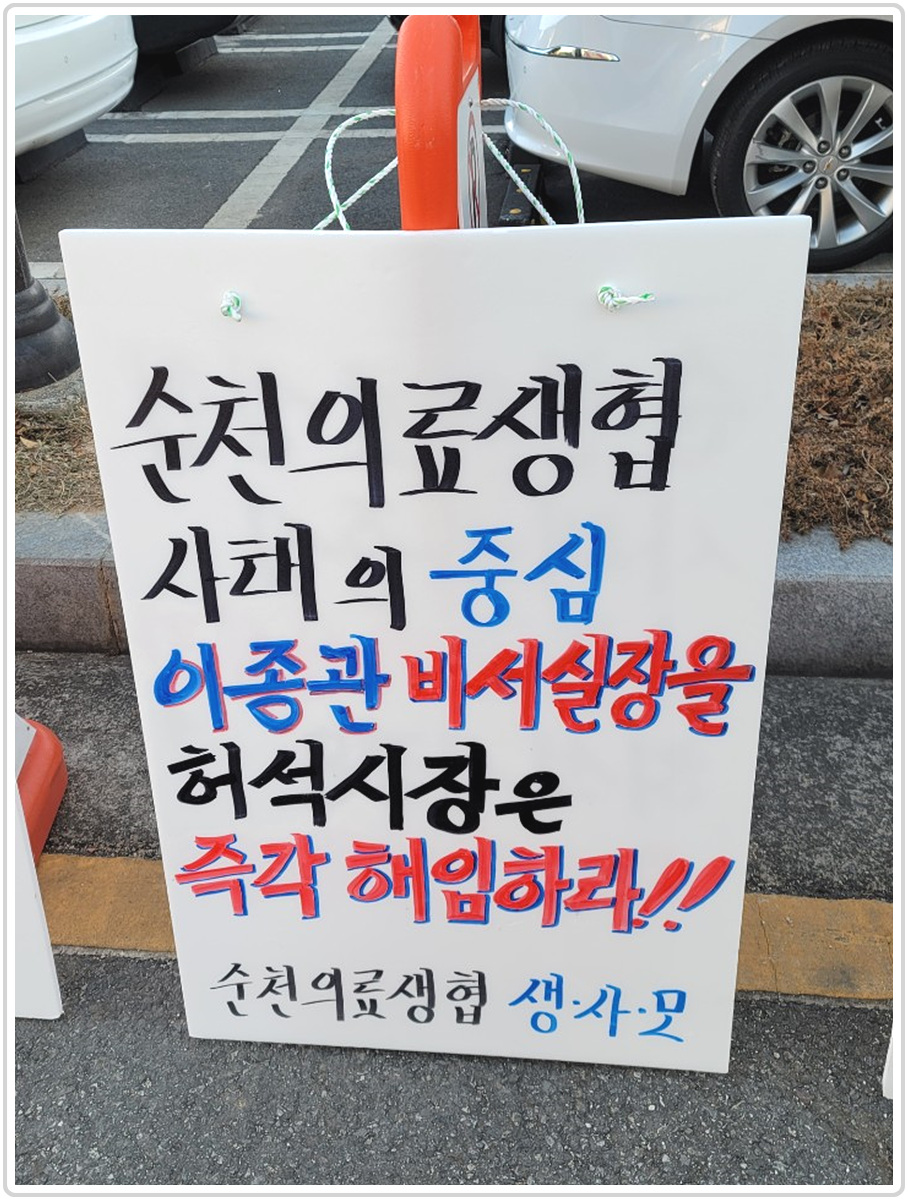 순천의료생협
사태의 중심
이종관 비서실장을
허석시장은
즉각 해임하라!!
순천의료생협 생·사·모